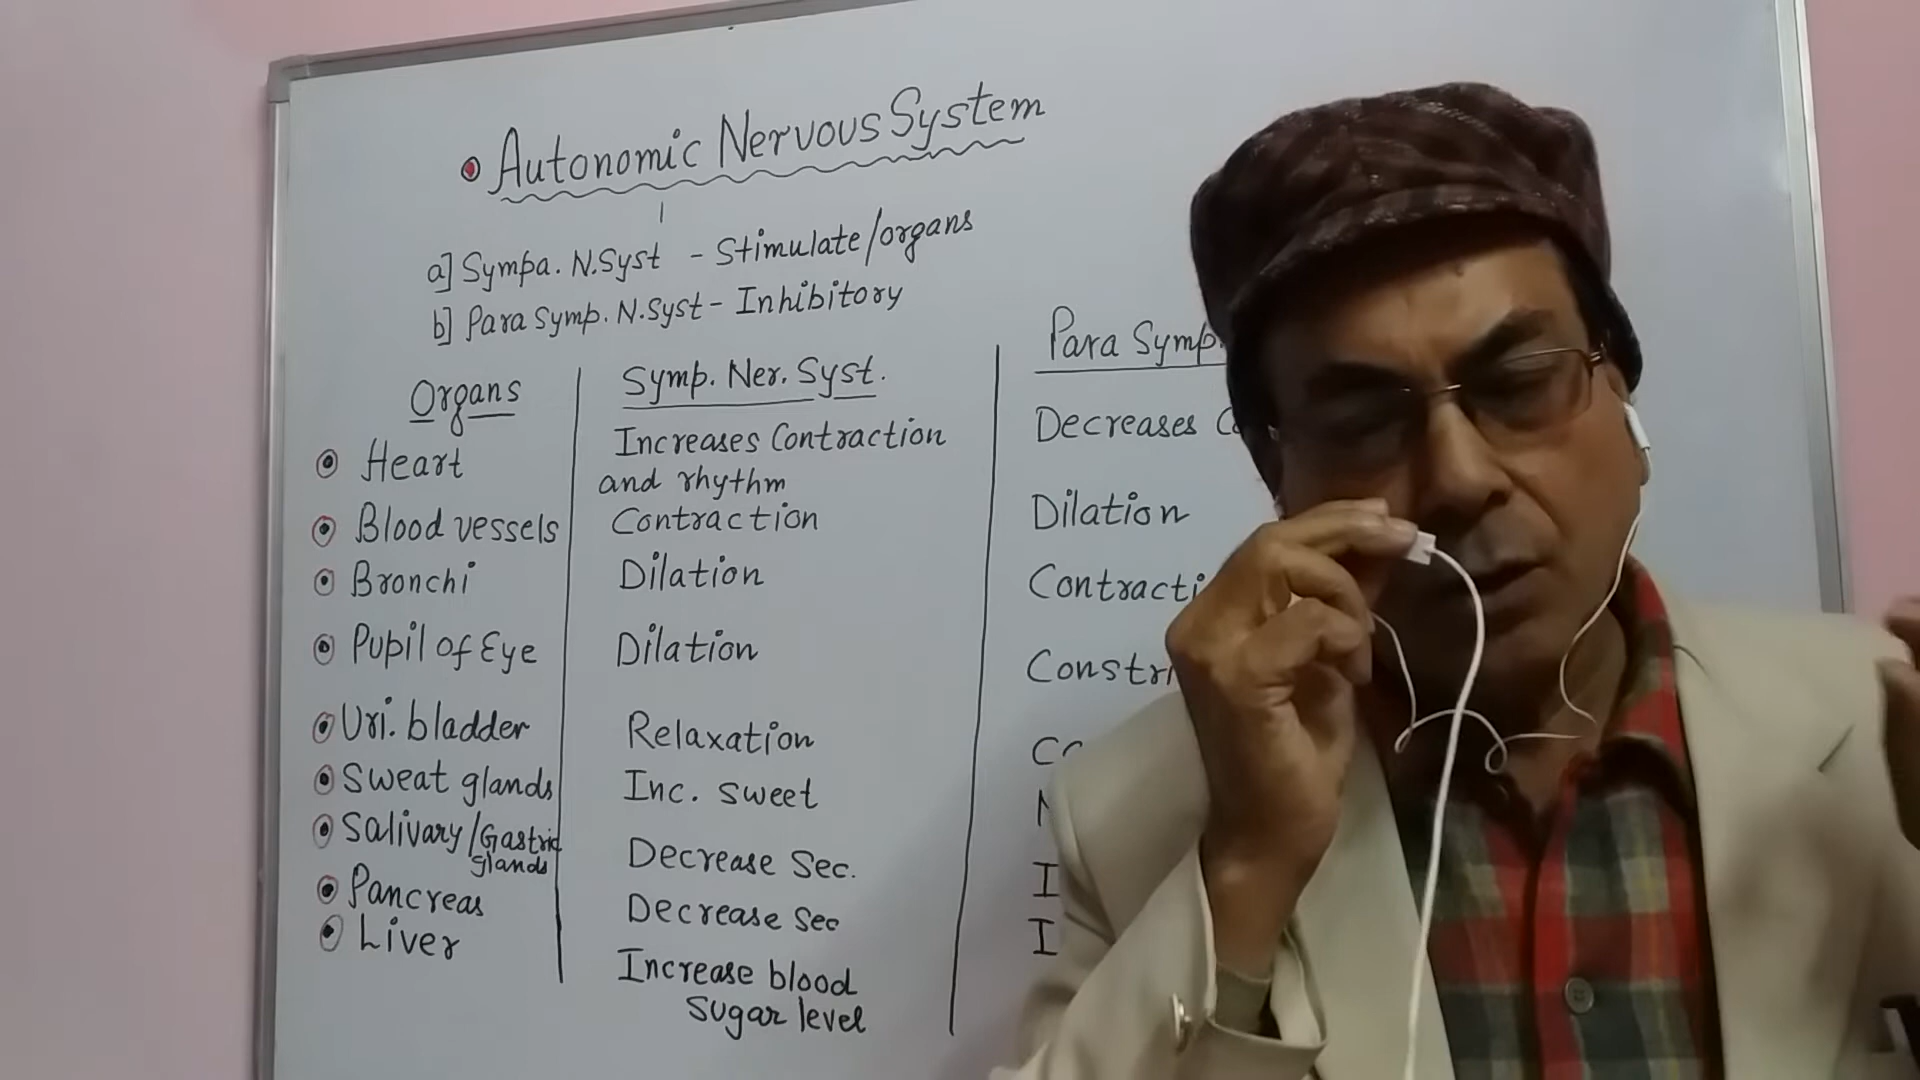 Autonomic Nervous System
a] Sympa. N.Syst - Stimulate/organs
b] Para Symp. N.Syst - Inhibitory
Organs
Heart
Blood vessels
Bronchi
Pupil of Eye
Uri. bladder
Sweat glands
Salivary/Gastric
glands
Pancreas
Liver
Symp. Ner. Syst.
Increases Contraction
and rhythm
Contraction
Dilation
Dilation
Relaxation
Inc. sweet
Decrease Sec.
Decrease Sec
Increase blood
Sugar level
Para Symp.
Decreases
Dilation